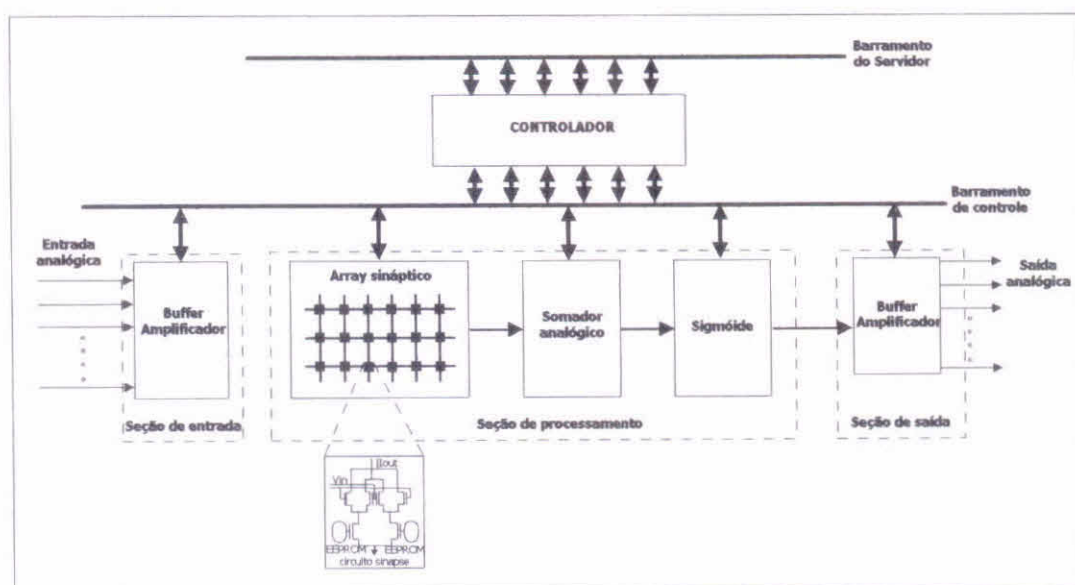 Barramento
do Servidor
CONTROLADOR
Barramento
de controle
Entrada
analógica
Array sináptico
Buffer
Amplificador
Somador
analógico
Sigmóide
Buffer
Amplificador
Saída
analógica
Seção de entrada
Seção de processamento
Seção de saída
Iout
Vin
EEPROM
EEPROM
circuito sinapse